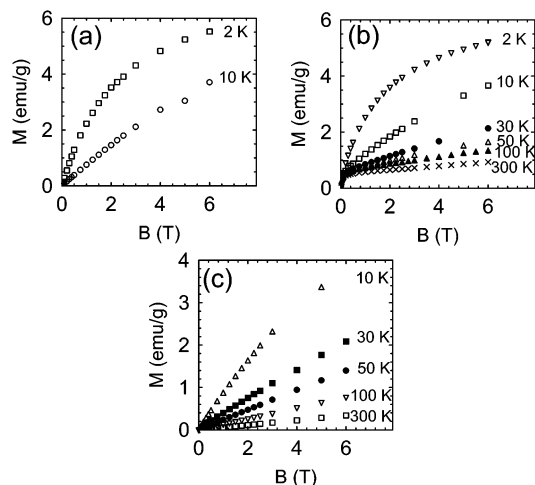 (a)
2 K
10 K
M (emu/g)
6
4
2
0
0 2 4 6
B (T)
(b)
2 K
10 K
30 K
50 K
100 K
300 K
M (emu/g)
6
4
2
0
0 2 4 6
B (T)
(c)
10 K
30 K
50 K
100 K
300 K
M (emu/g)
4
3
2
1
0
0 2 4 6
B (T)